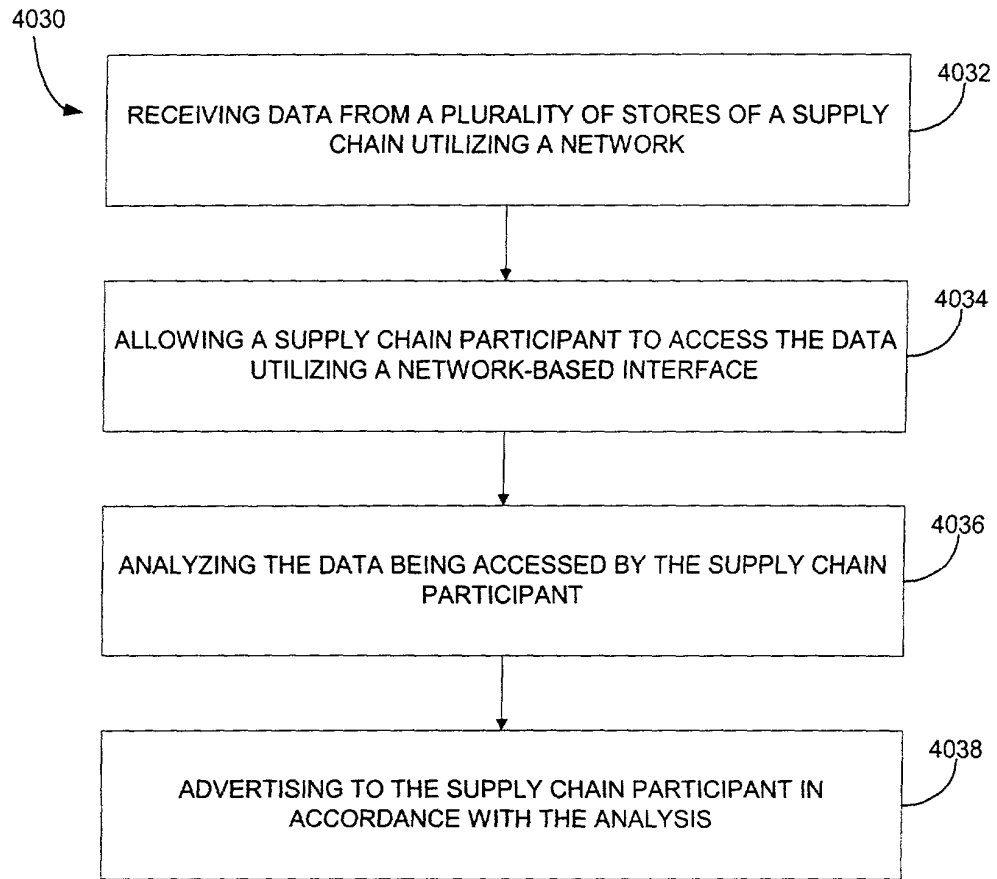 4030
4032
RECEIVING DATA FROM A PLURALITY OF STORES OF A SUPPLY
CHAIN UTILIZING A NETWORK
4034
ALLOWING A SUPPLY CHAIN PARTICIPANT TO ACCESS THE DATA
UTILIZING A NETWORK-BASED INTERFACE
4036
ANALYZING THE DATA BEING ACCESSED BY THE SUPPLY CHAIN
PARTICIPANT
4038
ADVERTISING TO THE SUPPLY CHAIN PARTICIPANT IN
ACCORDANCE WITH THE ANALYSIS